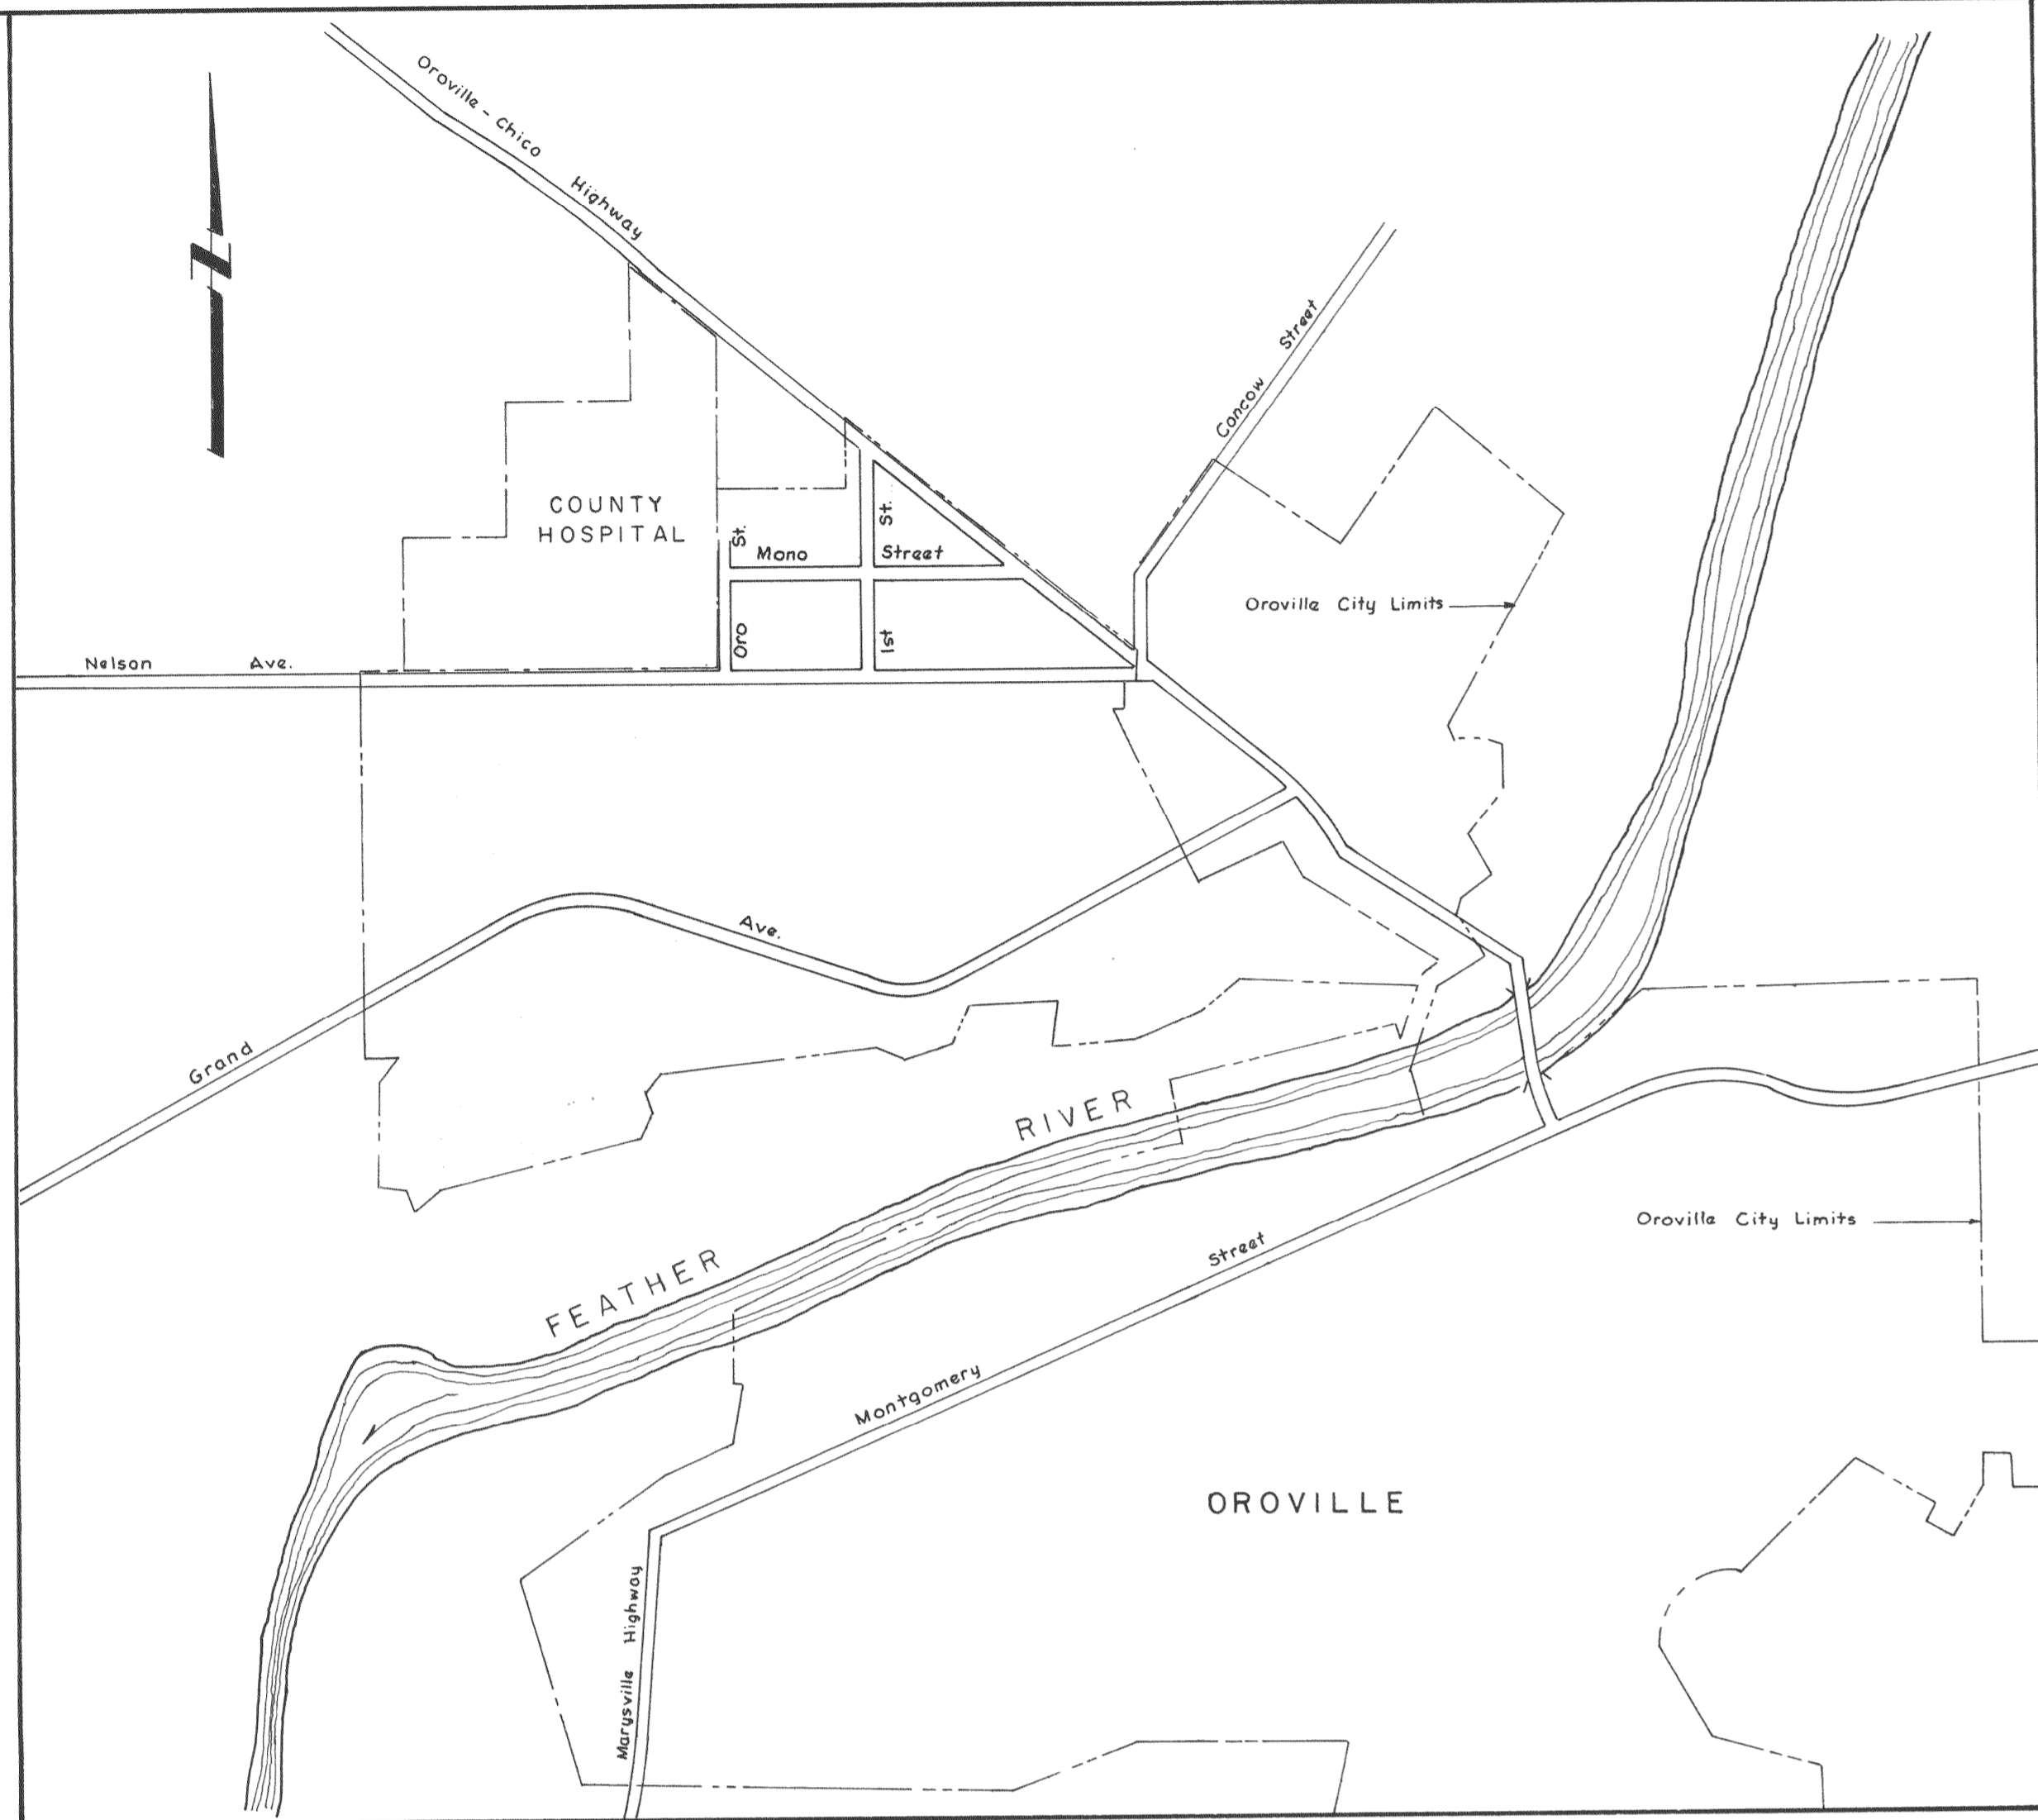 Oroville - Chico Highway
N
Concow Street
COUNTY
HOSPITAL
St.
St.
Mono Street
Oroville City Limits
Oro
1st
Nelson Ave.
Ave.
Grand
RIVER
Oroville City Limits
FEATHER
Street
Montgomery
OROVILLE
Marysville Highway